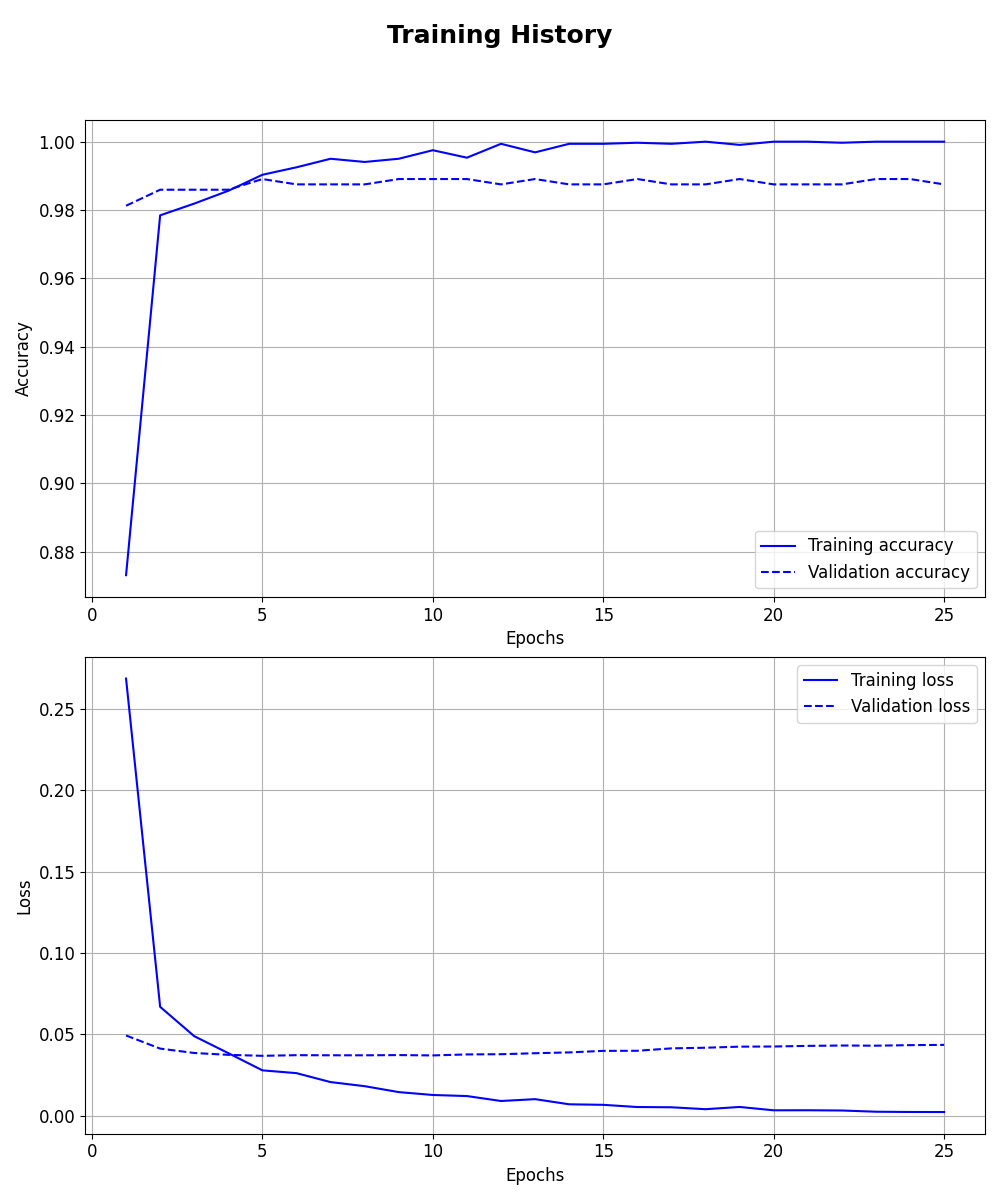 Training History
1.00
0.98
0.96
0.94
0.92
0.90
0.88
Accuracy
Training accuracy
Validation accuracy
0 5 10 15 20 25
Epochs
0.25
0.20
0.15
0.10
0.05
0.00
Loss
Training loss
Validation loss
0 5 10 15 20 25
Epochs